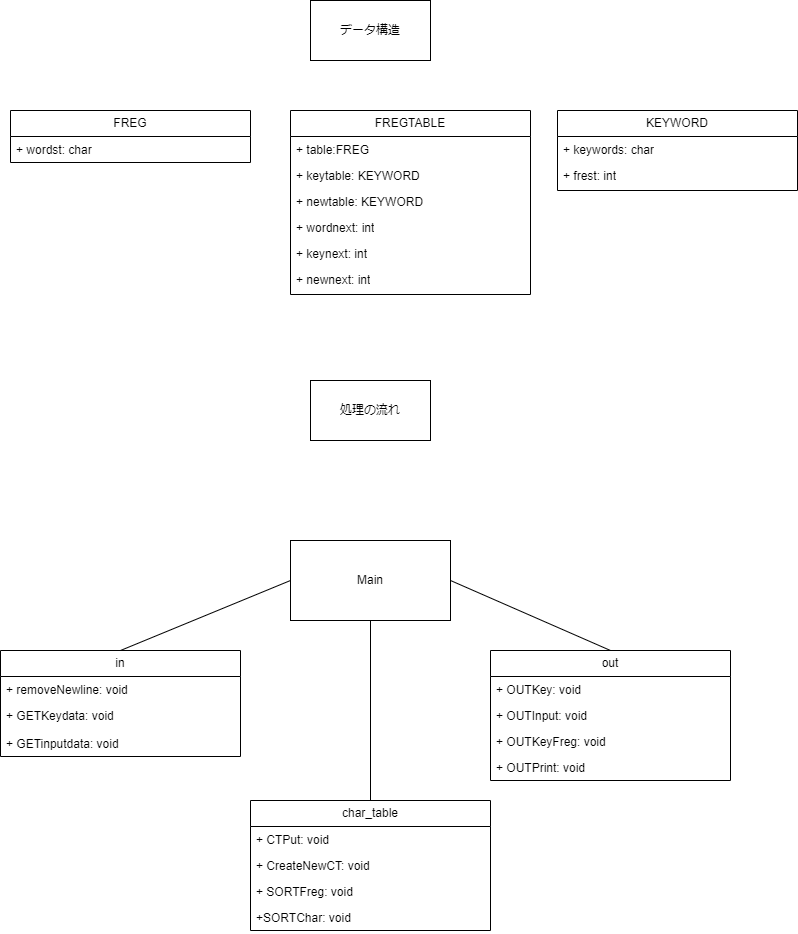 データ構造
FREG
+ wordst: char
FREGTABLE
+ table:FREG
+ keytable: KEYWORD
+ newtable: KEYWORD
+ wordnext: int
+ keynext: int
+ newnext: int
KEYWORD
+ keywords: char
+ frest: int
処理の流れ
Main
in
+ removeNewline: void
+ GETKeydata: void
+ GETinputdata: void
out
+ OUTKey: void
+ OUTInput: void
+ OUTKeyFreg: void
+ OUTPrint: void
char_table
+ CTPut: void
+ CreateNewCT: void
+ SORTFreg: void
+SORTChar: void